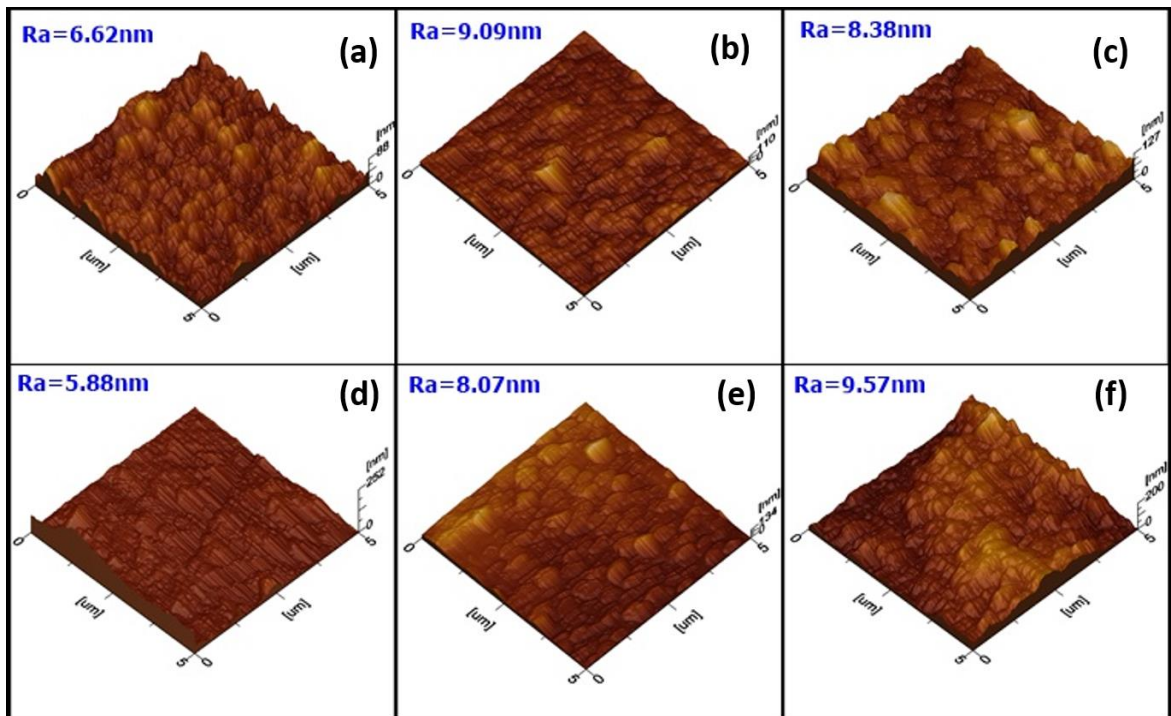 Ra=6.62nm
(a)
[nm]
88
0
0
5
[um]
[um]
5
0
Ra=9.09nm
(b)
[nm]
110
0
0
5
[um]
[um]
5
0
Ra=8.38nm
(c)
[nm]
127
0
0
5
[um]
[um]
5
0
Ra=5.88nm
(d)
[nm]
252
0
0
5
[um]
[um]
5
0
Ra=8.07nm
(e)
[nm]
134
0
0
5
[um]
[um]
5
0
Ra=9.57nm
(f)
[nm]
200
0
0
5
[um]
[um]
5
0